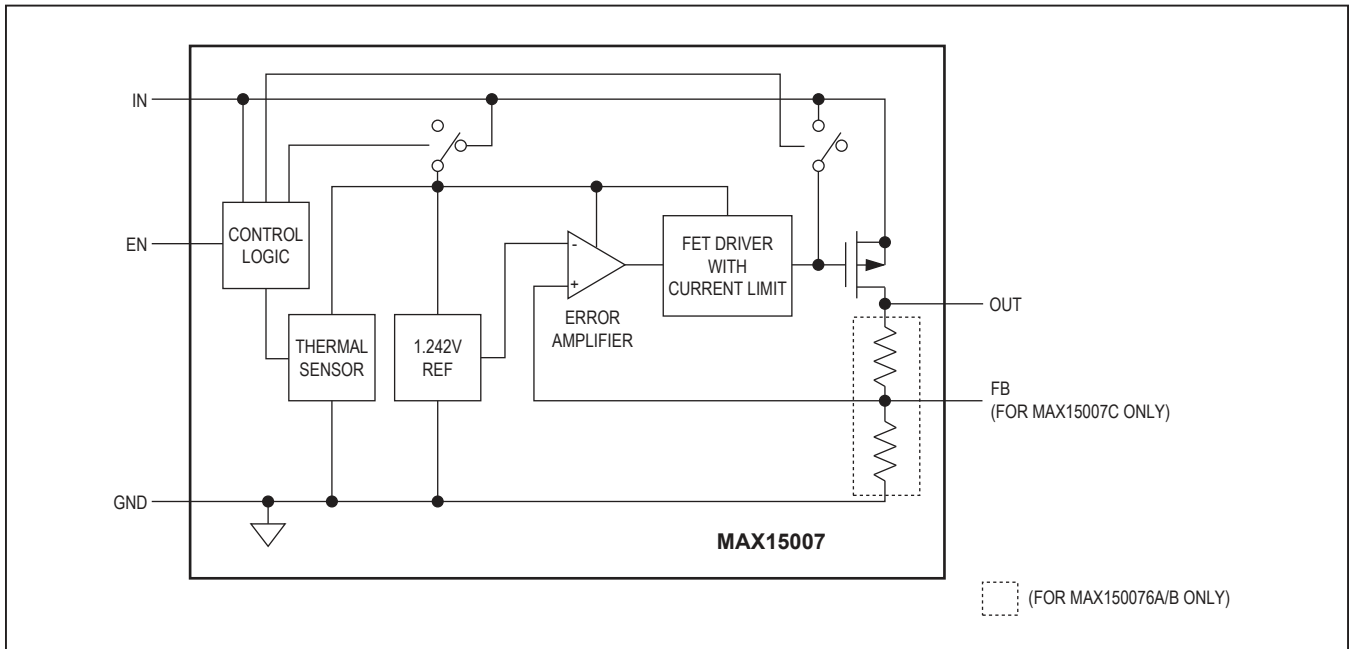 IN
EN
CONTROL
LOGIC
THERMAL
SENSOR
1.242V
REF
-
+
ERROR
AMPLIFIER
FET DRIVER
WITH
CURRENT LIMIT
OUT
FB
(FOR MAX15007C ONLY)
GND
MAX15007
(FOR MAX150076A/B ONLY)